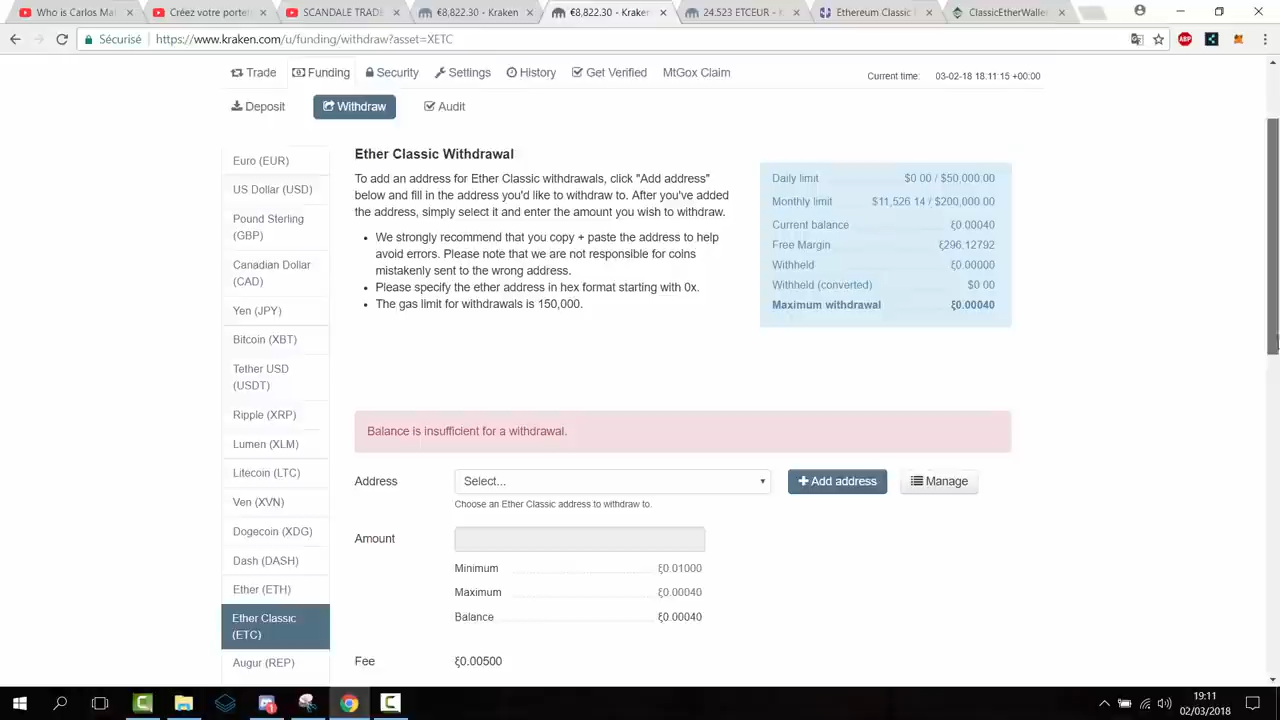 Who is Carlos Mat
Créez votre portef
SCANDALE TRADE
€8,822.30 - Kraken
€8,822.30 - Kraken
24.523 ETCEUR - K
Ethereum Classic
ClassicEtherWallet
Sécurisé
https://www.kraken.com/u/funding/withdraw?asset=XETC
ABP
Trade
Funding
Security
Settings
History
Get Verified
MtGox Claim
Current time: 03-02-18 18:11:15 +00:00
Deposit
Withdraw
Audit
Euro (EUR)
US Dollar (USD)
Pound Sterling
(GBP)
Canadian Dollar
(CAD)
Yen (JPY)
Bitcoin (XBT)
Tether USD
(USDT)
Ripple (XRP)
Lumen (XLM)
Litecoin (LTC)
Ven (XVN)
Dogecoin (XDG)
Dash (DASH)
Ether (ETH)
Ether Classic
(ETC)
Augur (REP)
Ether Classic Withdrawal
To add an address for Ether Classic withdrawals, click "Add address"
below and fill in the address you'd like to withdraw to. After you've added
the address, simply select it and enter the amount you wish to withdraw.
• We strongly recommend that you copy + paste the address to help
avoid errors. Please note that we are not responsible for coins
mistakenly sent to the wrong address.
• Please specify the ether address in hex format starting with 0x.
• The gas limit for withdrawals is 150,000.
Daily limit $0.00 / $50,000.00
Monthly limit $11,526.14 / $200,000.00
Current balance ξ0.00040
Free Margin ξ296.12792
Withheld ξ0.00000
Withheld (converted) $0.00
Maximum withdrawal ξ0.00040
Balance is insufficient for a withdrawal.
Address
Select...
+ Add address
Manage
Choose an Ether Classic address to withdraw to.
Amount
Minimum ξ0.01000
Maximum ξ0.00040
Balance ξ0.00040
Fee ξ0.00500
19:11
02/03/2018